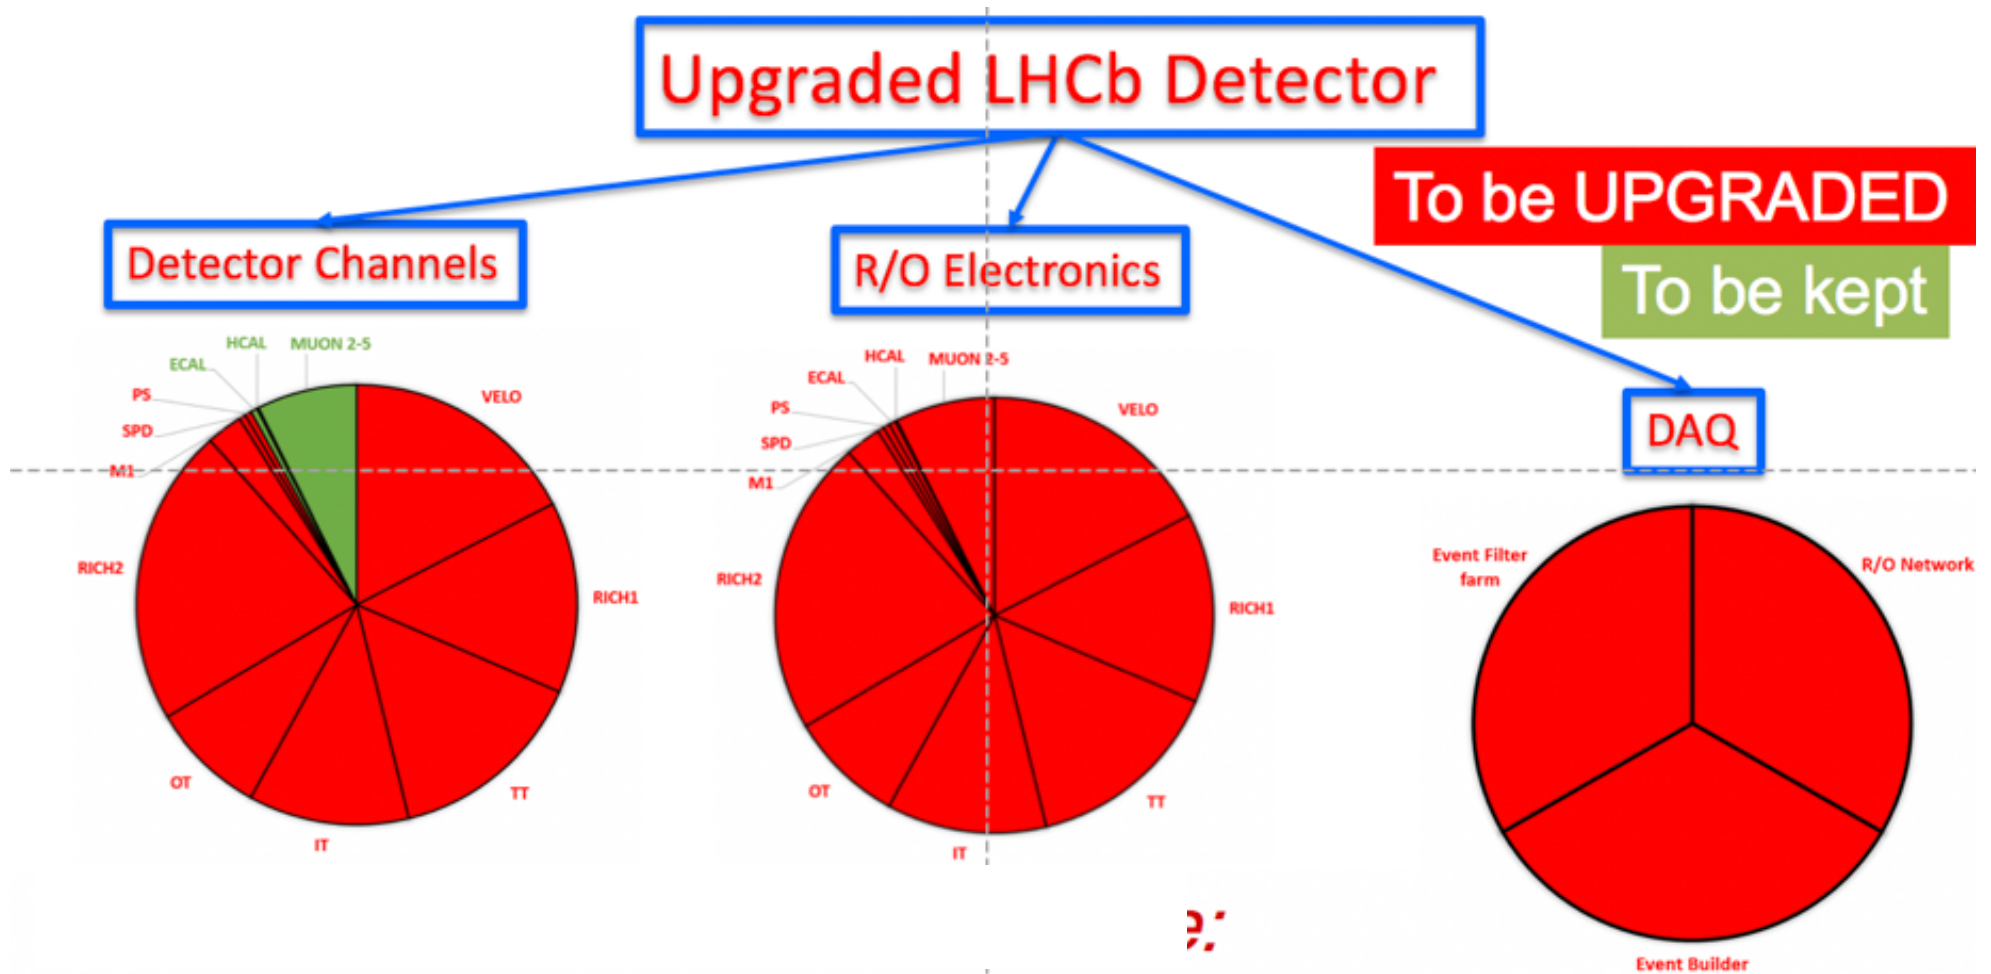 Upgraded LHCb Detector
To be UPGRADED
To be kept
Detector Channels
R/O Electronics
DAQ
HCAL
MUON 2-5
ECAL
PS
SPD
M1
VELO
RICH2
RICH1
OT
TT
IT
HCAL
MUON 2-5
ECAL
PS
SPD
M1
VELO
RICH2
RICH1
OT
TT
IT
Event Filter
farm
R/O Network
Event Builder
e: